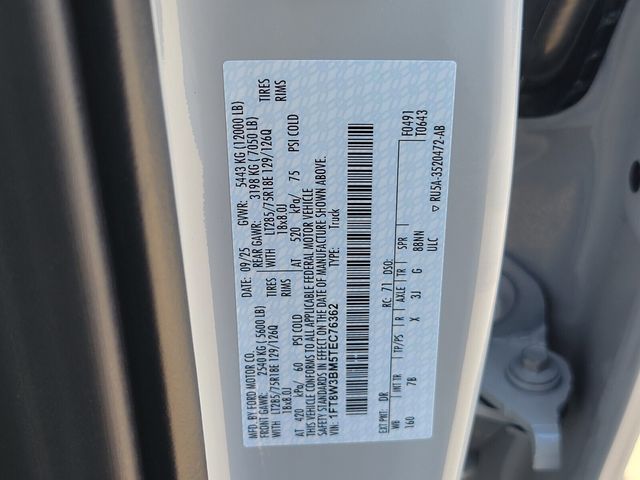 MFD. BY FORD MOTOR CO.
DATE: 09/25 GVWR: 5443 KG (12000 LB)
FRONT GAWR: 2540 KG (5600 LB) REAR GAWR: 3198 KG (7050 LB)
LT285/75R18E 129/126Q WITH LT285/75R18E 129/126Q TIRES
18x8.0J 18x8.0J RIMS
AT 420 kPa/ 60 PSI COLD AT 520 kPa/ 75 PSI COLD
THIS VEHICLE CONFORMS TO ALL APPLICABLE FEDERAL MOTOR VEHICLE
SAFETY STANDARDS IN EFFECT ON THE DATE OF MANUFACTURE SHOWN ABOVE.
VIN: 1FT8W3BM5TEC76362 TYPE: Truck
F0491
T0643
EXT PNT: DR RC: 71 DSO:
WB INT TR TP/PS R AXLE TR SPR
160 7B X 3J G 88NN
ULC
▽ RU5A-3520472-AB
TIRES
RIMS
WITH